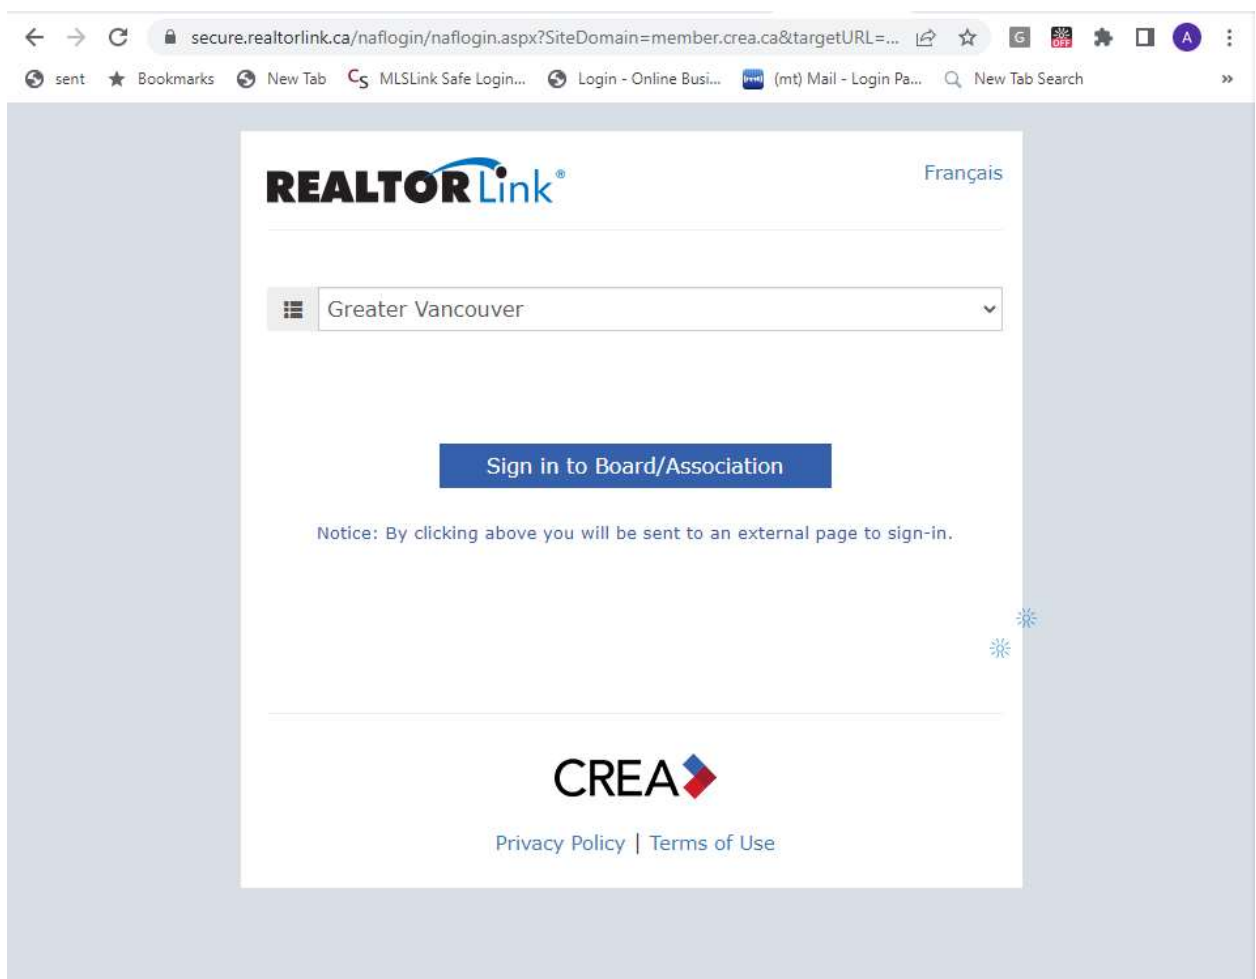 secure.realtorlink.ca/naflogin/naflogin.aspx?SiteDomain=member.crea.ca&targetURL=... G OFF A
sent Bookmarks New Tab CS MLSLink Safe Login... Login - Online Busi... (mt) Mail - Login Pa... New Tab Search »
REALTOR Link® Français
Greater Vancouver
Sign in to Board/Association
Notice: By clicking above you will be sent to an external page to sign-in.
CREA
Privacy Policy | Terms of Use